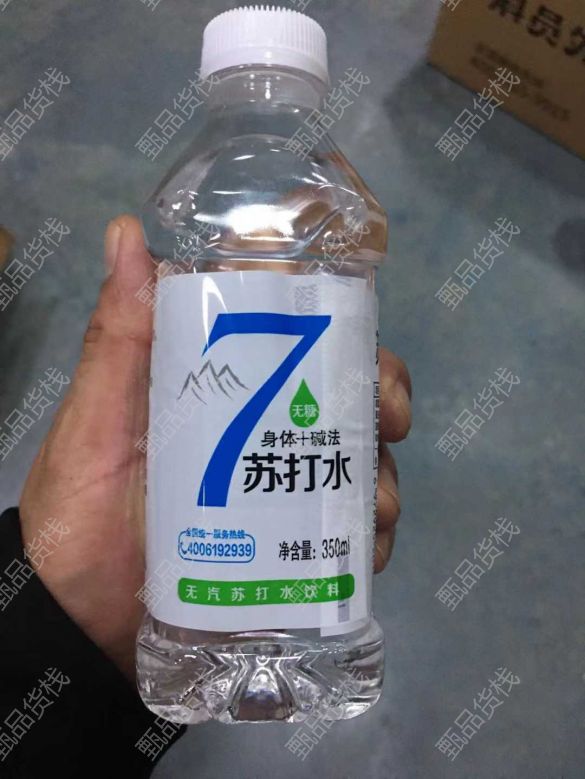 7
无糖
身体+碱法
苏打水
全国统一服务热线
4006192939
净含量：350ml
无汽苏打水饮料
甄品货栈